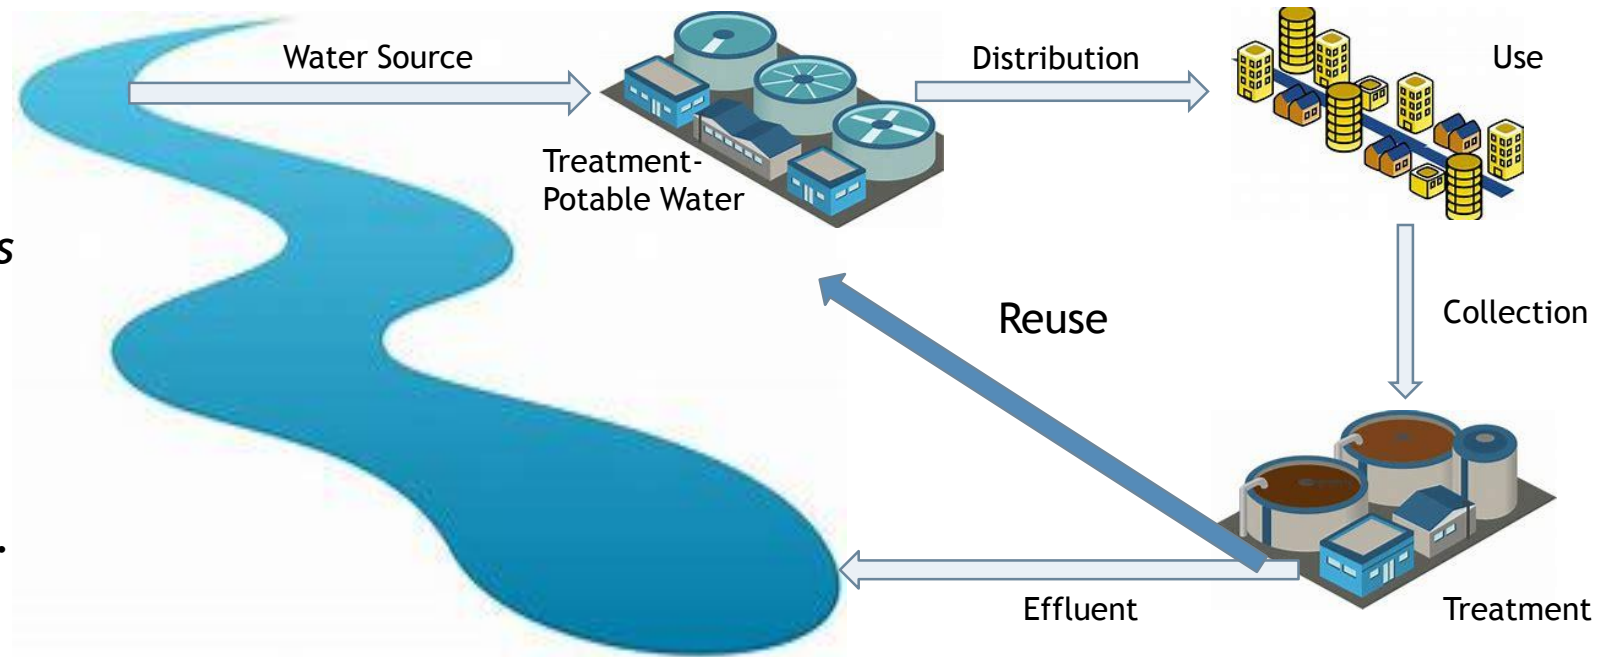 Water Source
Distribution
Use
Treatment-
Potable Water
s
Reuse
Collection
.
Effluent
Treatment